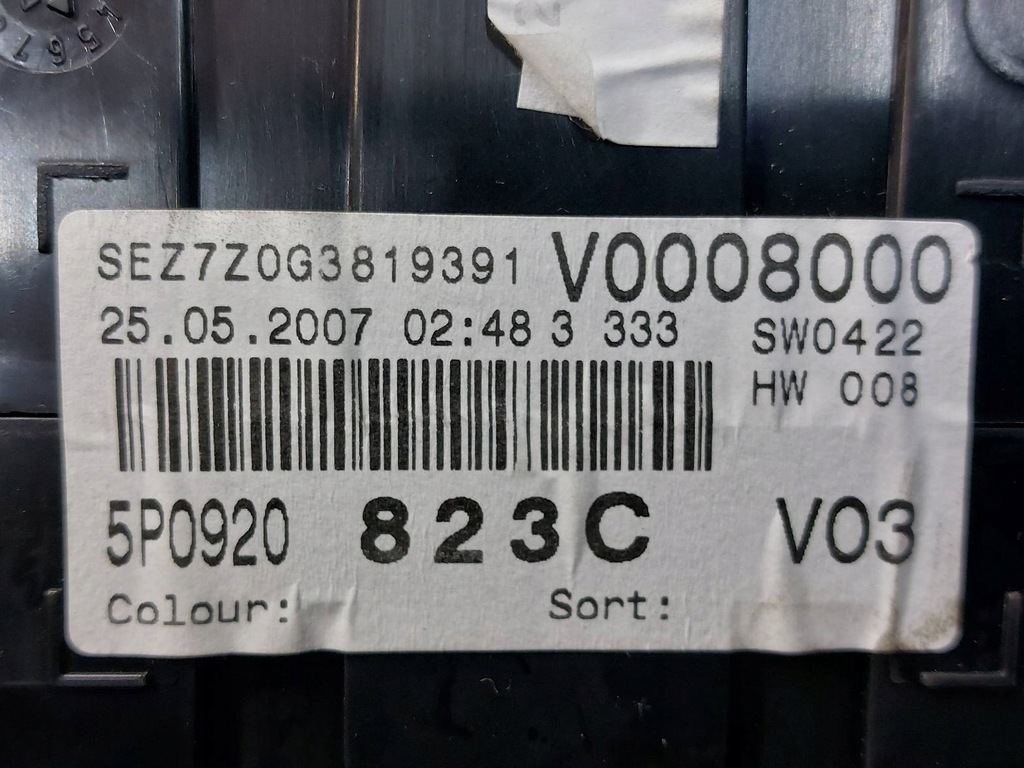 SEZ7Z0G3819391 V0008000
25.05.2007 02:48 3 333 SW0422
HW 008
5P0920 823C V03
Colour: Sort: